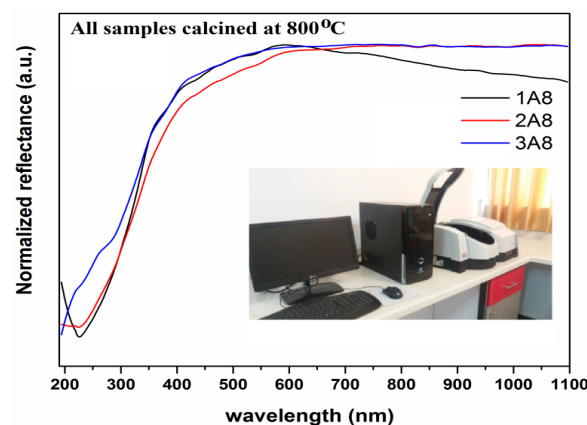 All samples calcined at 800⁰C
Normalized reflectance (a.u.)
1A8
2A8
3A8
200 300 400 500 600 700 800 900 1000 1100
wavelength (nm)